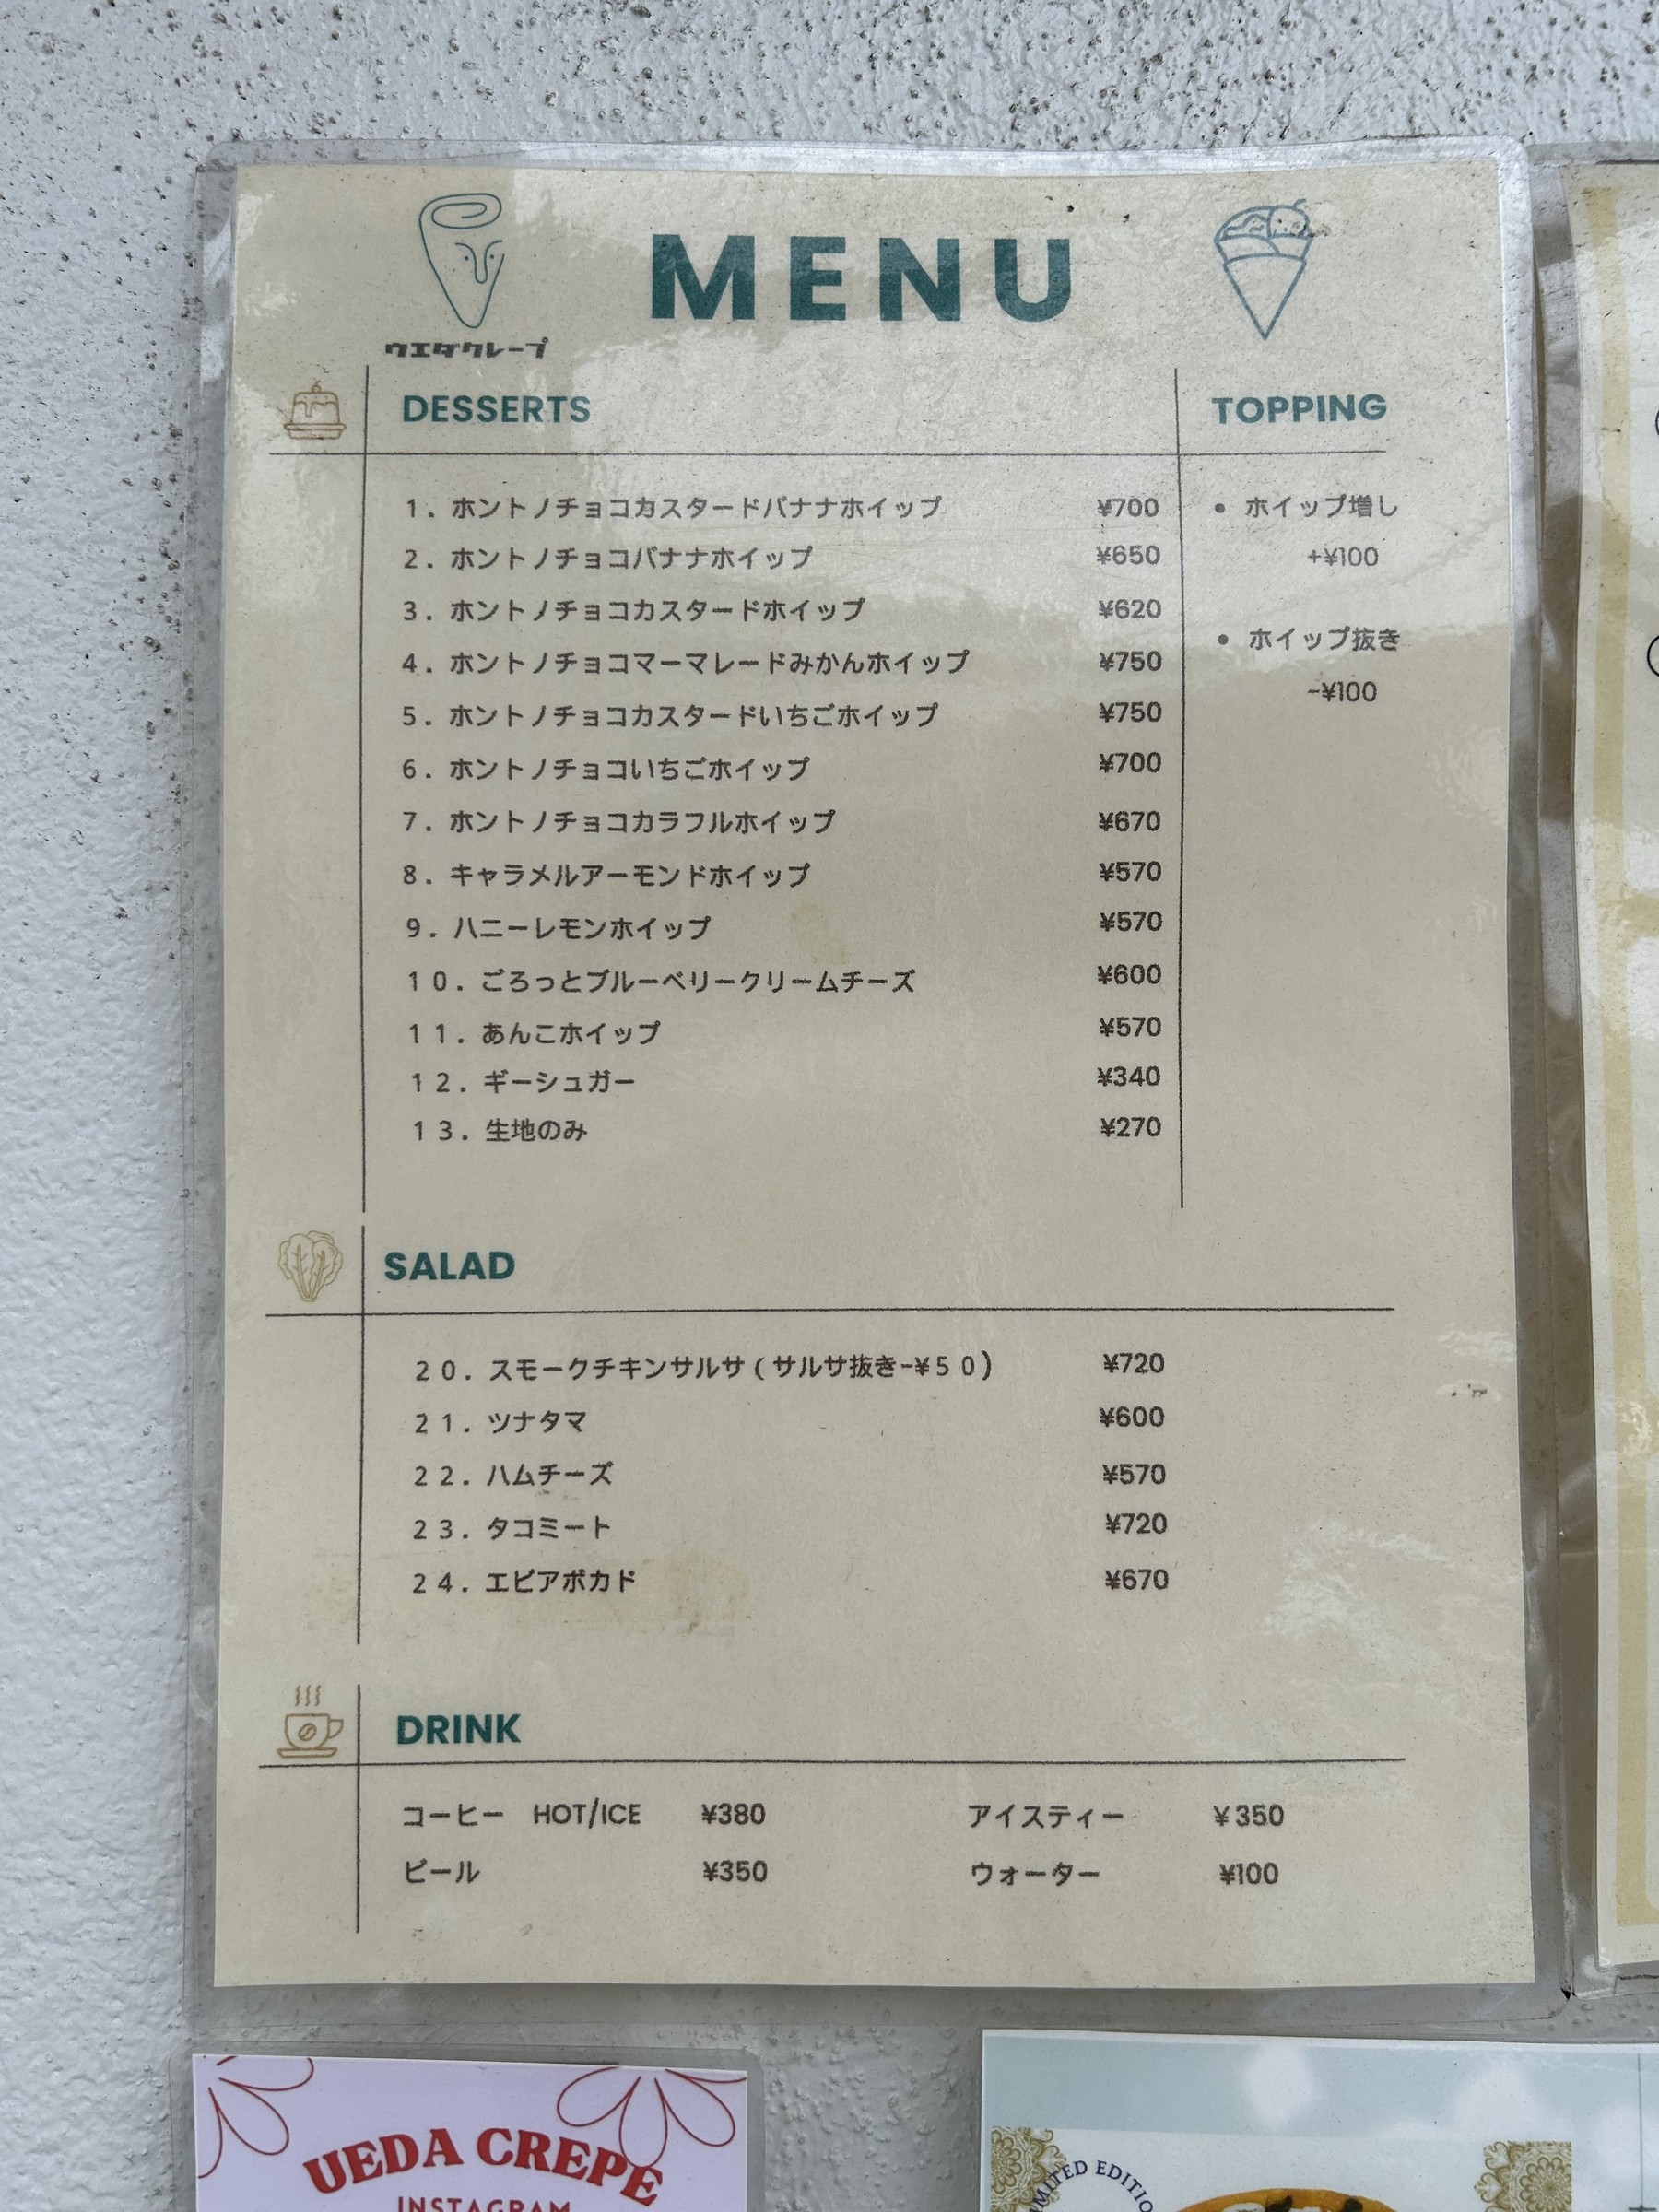 ウエダクレープ
MENU
DESSERTS
1. ホントノチョコカスタードバナナホイップ ¥700
2. ホントノチョコバナナホイップ ¥650
3. ホントノチョコカスタードホイップ ¥620
4. ホントノチョコマーマレードみかんホイップ ¥750
5. ホントノチョコカスタードいちごホイップ ¥750
6. ホントノチョコいちごホイップ ¥700
7. ホントノチョコカラフルホイップ ¥670
8. キャラメルアーモンドホイップ ¥570
9. ハニーレモンホイップ ¥570
10. ごろっとブルーベリークリームチーズ ¥600
11. あんこホイップ ¥570
12. ギーシュガー ¥340
13. 生地のみ ¥270
TOPPING
• ホイップ増し
+¥100
• ホイップ抜き
-¥100
SALAD
20. スモークチキンサルサ(サルサ抜き-¥50) ¥720
21. ツナタマ ¥600
22. ハムチーズ ¥570
23. タコミート ¥720
24. エビアボカド ¥670
DRINK
コーヒー HOT/ICE ¥380 アイスティー ¥350
ビール ¥350 ウォーター ¥100
UEDA CREPE
INSTAGRAM